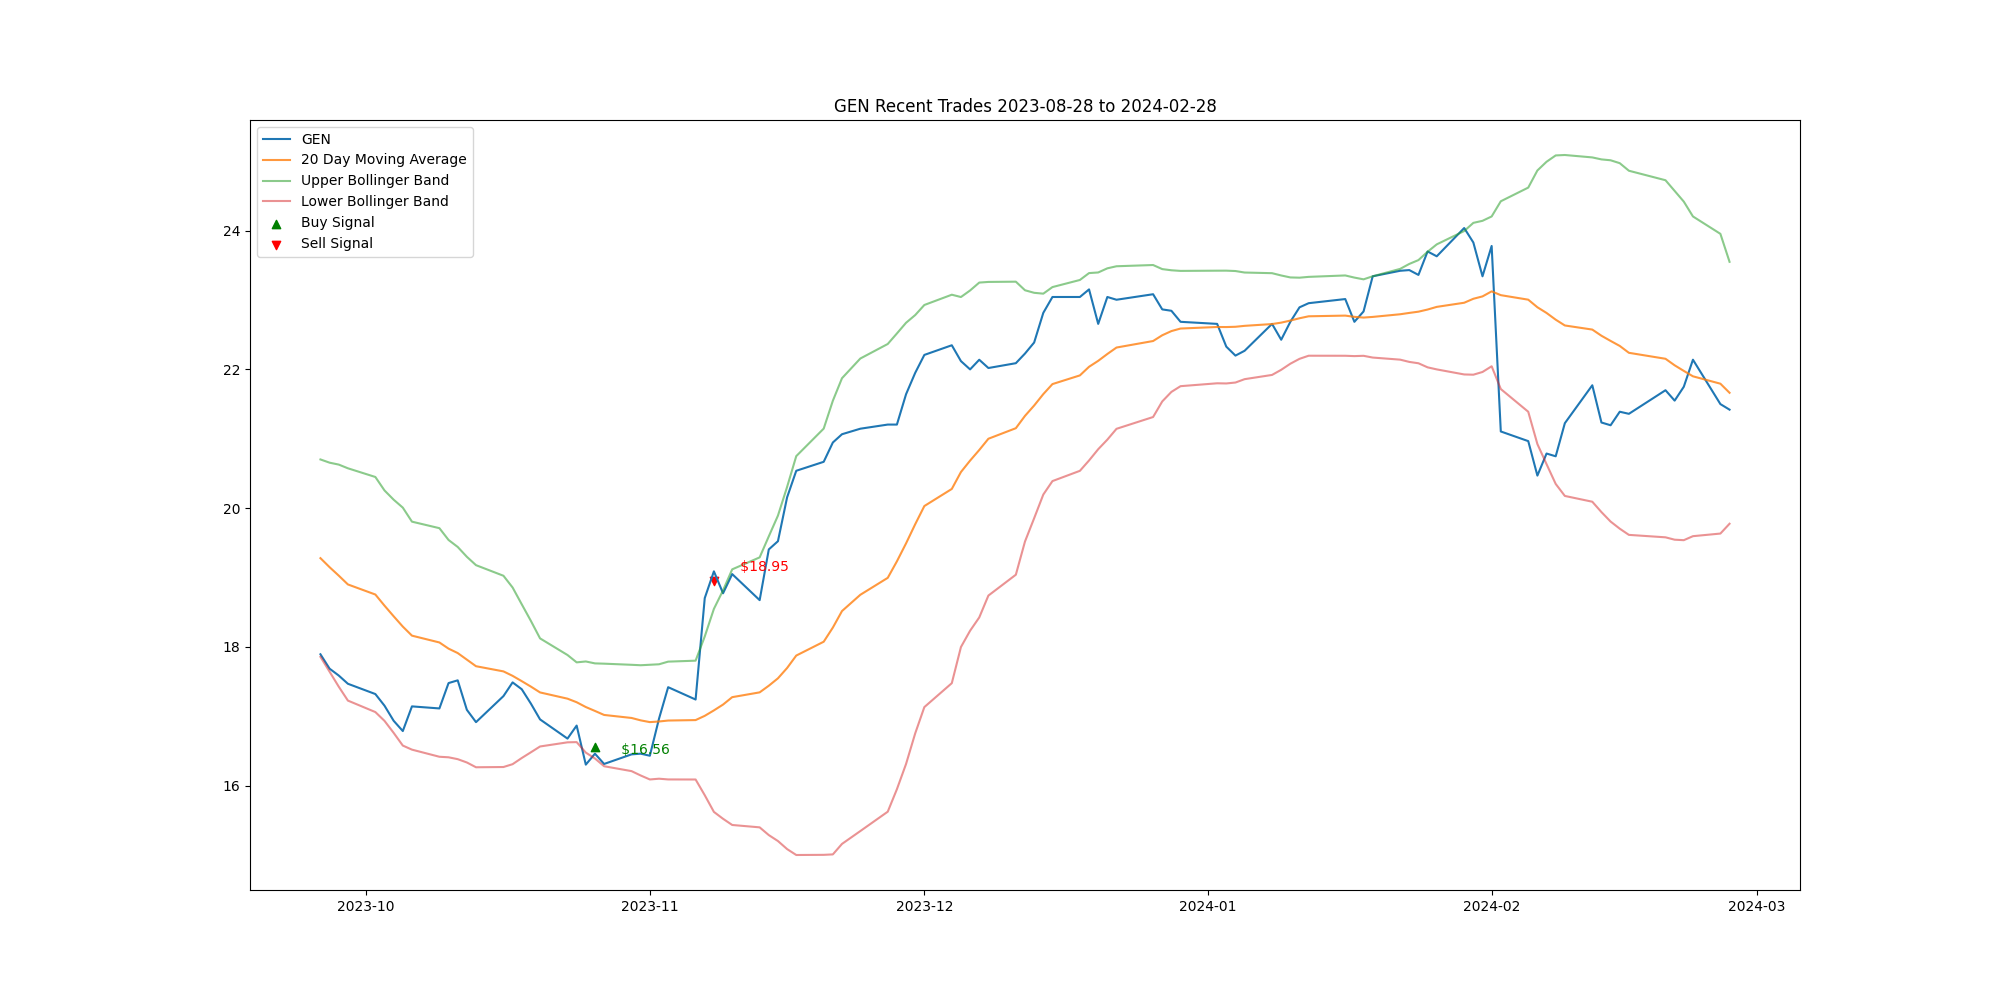 GEN Recent Trades 2023-08-28 to 2024-02-28
GEN
20 Day Moving Average
Upper Bollinger Band
Lower Bollinger Band
Buy Signal
Sell Signal
24
22
20
18
16
$18.95
$16.56
2023-10
2023-11
2023-12
2024-01
2024-02
2024-03